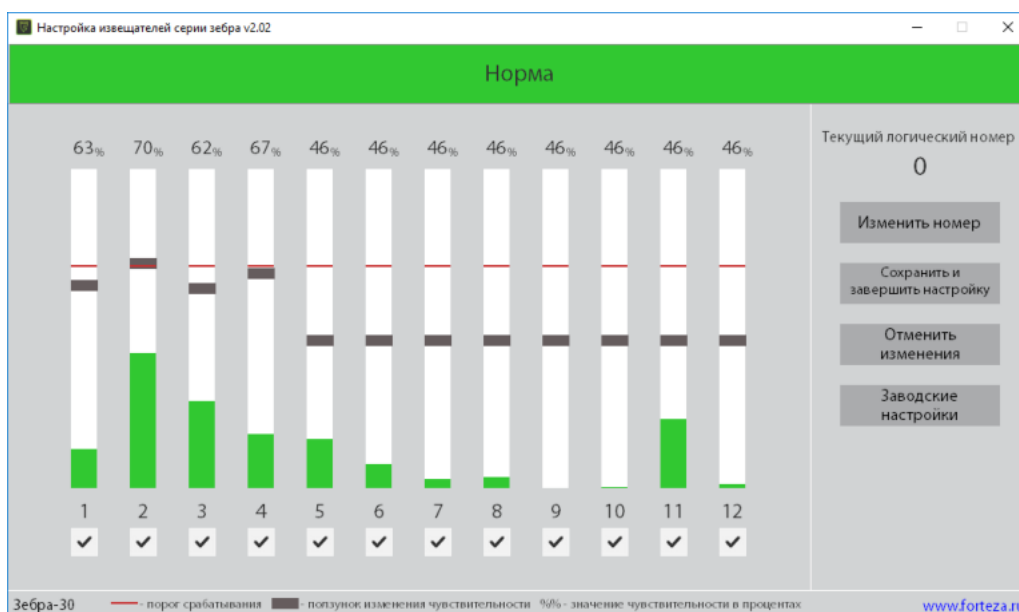 Настройка извещателей серии зебра v2.02
Норма
63% 70% 62% 67% 46% 46% 46% 46% 46% 46% 46% 46%
Текущий логический номер
0
Изменить номер
Сохранить и
завершить настройку
Отменить
изменения
Заводские
настройки
1 2 3 4 5 6 7 8 9 10 11 12
Зебра-30 - порог срабатывания - ползунок изменения чувствительности %% - значение чувствительности в процентах www.forteza.ru